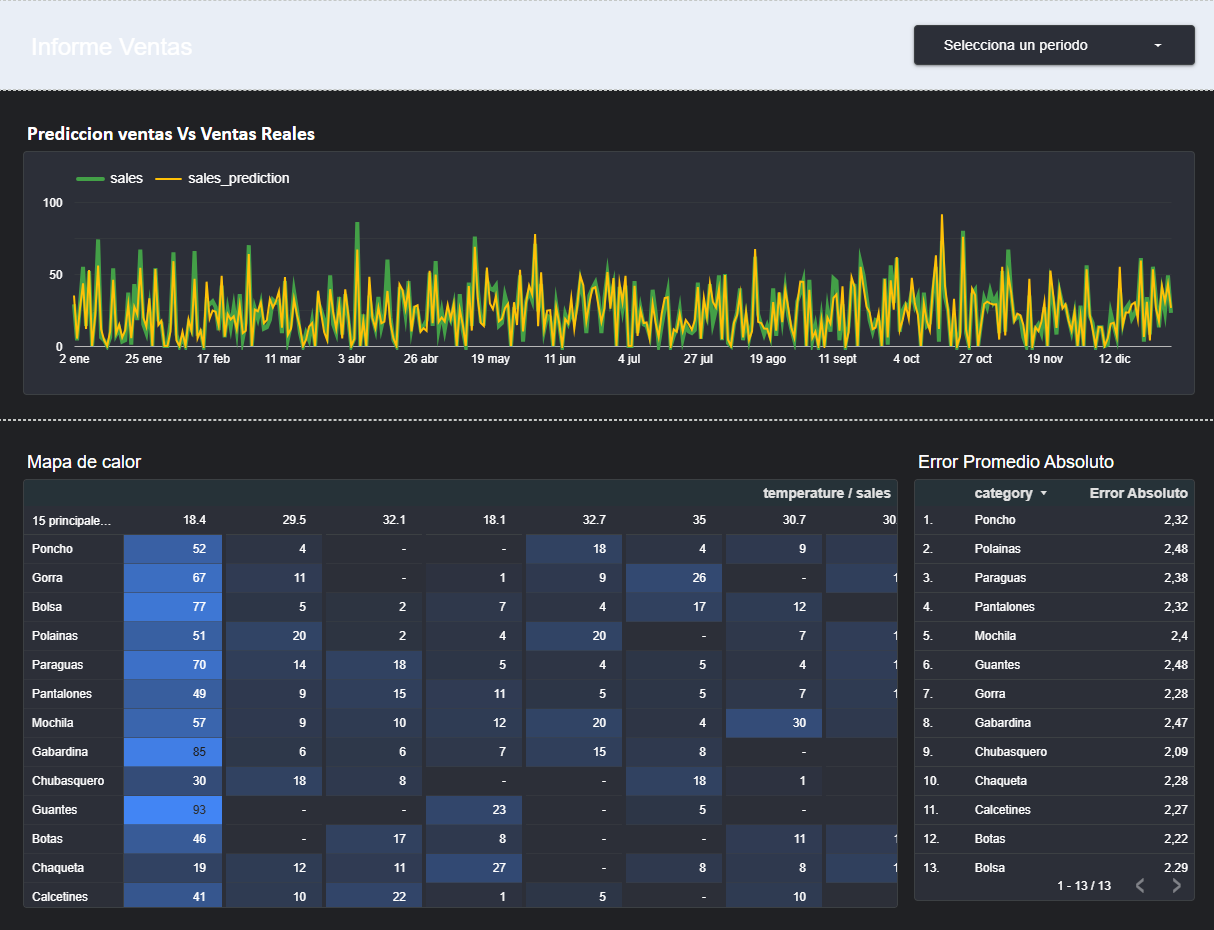 Informe Ventas
Selecciona un periodo
Prediccion ventas Vs Ventas Reales
sales sales_prediction
100
50
0
2 ene 25 ene 17 feb 11 mar 3 abr 26 abr 19 may 11 jun 4 jul 27 jul 19 ago 11 sept 4 oct 27 oct 19 nov 12 dic
Mapa de calor
temperature / sales
15 principale... 18.4 29.5 32.1 18.1 32.7 35 30.7 30.
Poncho 52 4 - - 18 4 9
Gorra 67 11 - 1 9 26 - 1
Bolsa 77 5 2 7 4 17 12
Polainas 51 20 2 4 20 - 7 1
Paraguas 70 14 18 5 4 5 4 1
Pantalones 49 9 15 11 5 5 7 1
Mochila 57 9 10 12 20 4 30
Gabardina 85 6 6 7 15 8 -
Chubasquero 30 18 8 - - 18 1
Guantes 93 - - 23 - 5 -
Botas 46 - 17 8 - - 11 1
Chaqueta 19 12 11 27 - 8 8 1
Calcetines 41 10 22 1 5 - 10
Error Promedio Absoluto
category Error Absoluto
1. Poncho 2,32
2. Polainas 2,48
3. Paraguas 2,38
4. Pantalones 2,32
5. Mochila 2,4
6. Guantes 2,48
7. Gorra 2,28
8. Gabardina 2,47
9. Chubasquero 2,09
10. Chaqueta 2,28
11. Calcetines 2,27
12. Botas 2,22
13. Bolsa 2,29
1 - 13 / 13